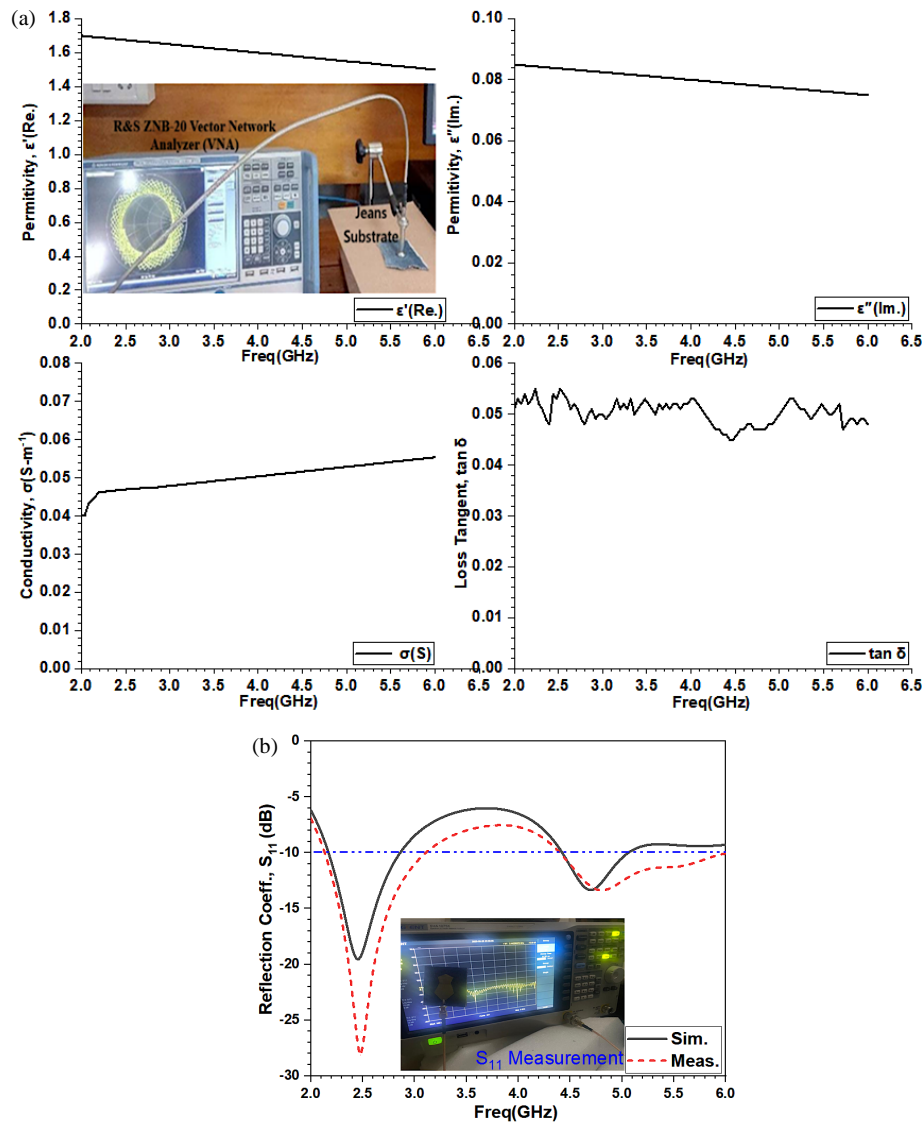 (a)
1.8
1.6
1.4
1.2
1.0
0.8
0.6
0.4
0.2
0.0
Permitivity, ε'(Re.)
R&S ZNB-20 Vector Network
Analyzer (VNA)
Jeans
Substrate
ε'(Re.)
2.0 2.5 3.0 3.5 4.0 4.5 5.0 5.5 6.0 6.5
Freq(GHz)
0.10
0.08
0.06
0.04
0.02
0.00
Permitivity, ε″(Im.)
ε″(Im.)
2.0 2.5 3.0 3.5 4.0 4.5 5.0 5.5 6.0 6.5
Freq(GHz)
0.08
0.07
0.06
0.05
0.04
0.03
0.02
0.01
0.00
Conductivity, σ(S-m⁻¹)
σ(S)
2.0 2.5 3.0 3.5 4.0 4.5 5.0 5.5 6.0 6.5
Freq(GHz)
0.06
0.05
0.04
0.03
0.02
0.01
0.00
Loss Tangent, tan δ
tan δ
2.0 2.5 3.0 3.5 4.0 4.5 5.0 5.5 6.0 6.5
Freq(GHz)
(b)
0
-5
-10
-15
-20
-25
-30
Reflection Coeff., S₁₁ (dB)
S₁₁ Measurement
Sim.
Meas.
2.0 2.5 3.0 3.5 4.0 4.5 5.0 5.5 6.0
Freq(GHz)